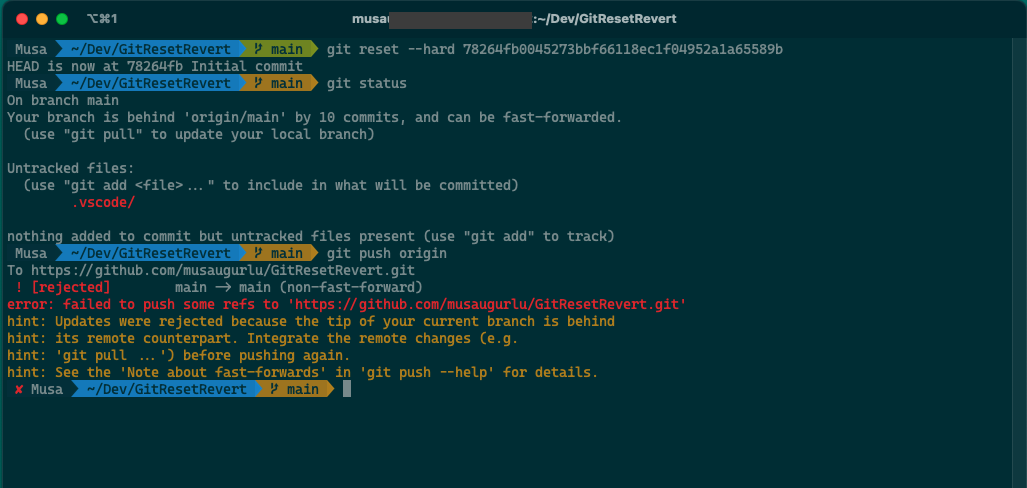 ⌥⌘1 musau :~/Dev/GitResetRevert
Musa ~/Dev/GitResetRevert main git reset --hard 78264fb0045273bbf66118ec1f04952a1a65589b
HEAD is now at 78264fb Initial commit
Musa ~/Dev/GitResetRevert main git status
On branch main
Your branch is behind 'origin/main' by 10 commits, and can be fast-forwarded.
(use "git pull" to update your local branch)
Untracked files:
(use "git add <file>..." to include in what will be committed)
.vscode/
nothing added to commit but untracked files present (use "git add" to track)
Musa ~/Dev/GitResetRevert main git push origin
To https://github.com/musaugurlu/GitResetRevert.git
! [rejected] main -> main (non-fast-forward)
error: failed to push some refs to 'https://github.com/musaugurlu/GitResetRevert.git'
hint: Updates were rejected because the tip of your current branch is behind
hint: its remote counterpart. Integrate the remote changes (e.g.
hint: 'git pull ...') before pushing again.
hint: See the 'Note about fast-forwards' in 'git push --help' for details.
✘ Musa ~/Dev/GitResetRevert main